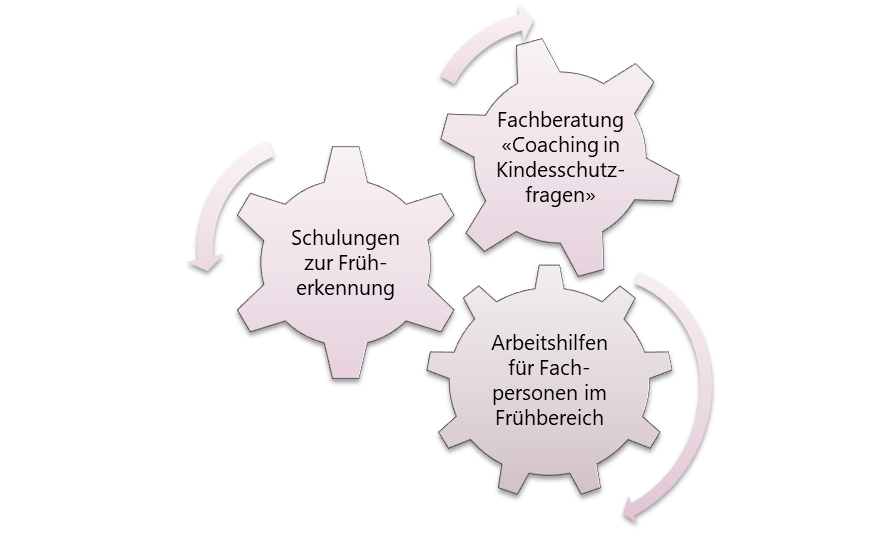 Fachberatung
«Coaching in
Kindesschutz-
fragen»
Schulungen
zur Früh-
erkennung
Arbeitshilfen
für Fach-
personen im
Frühbereich